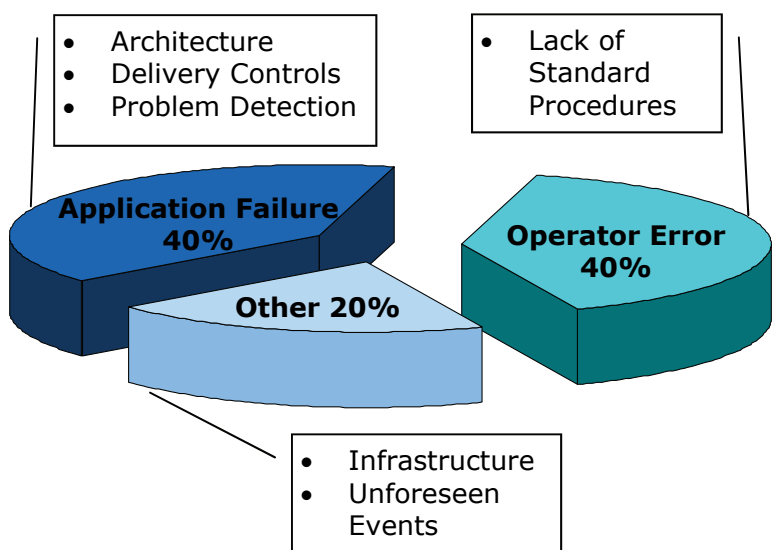 • Architecture
• Delivery Controls
• Problem Detection
• Lack of
Standard
Procedures
Application Failure
40%
Operator Error
40%
Other 20%
• Infrastructure
• Unforeseen
Events